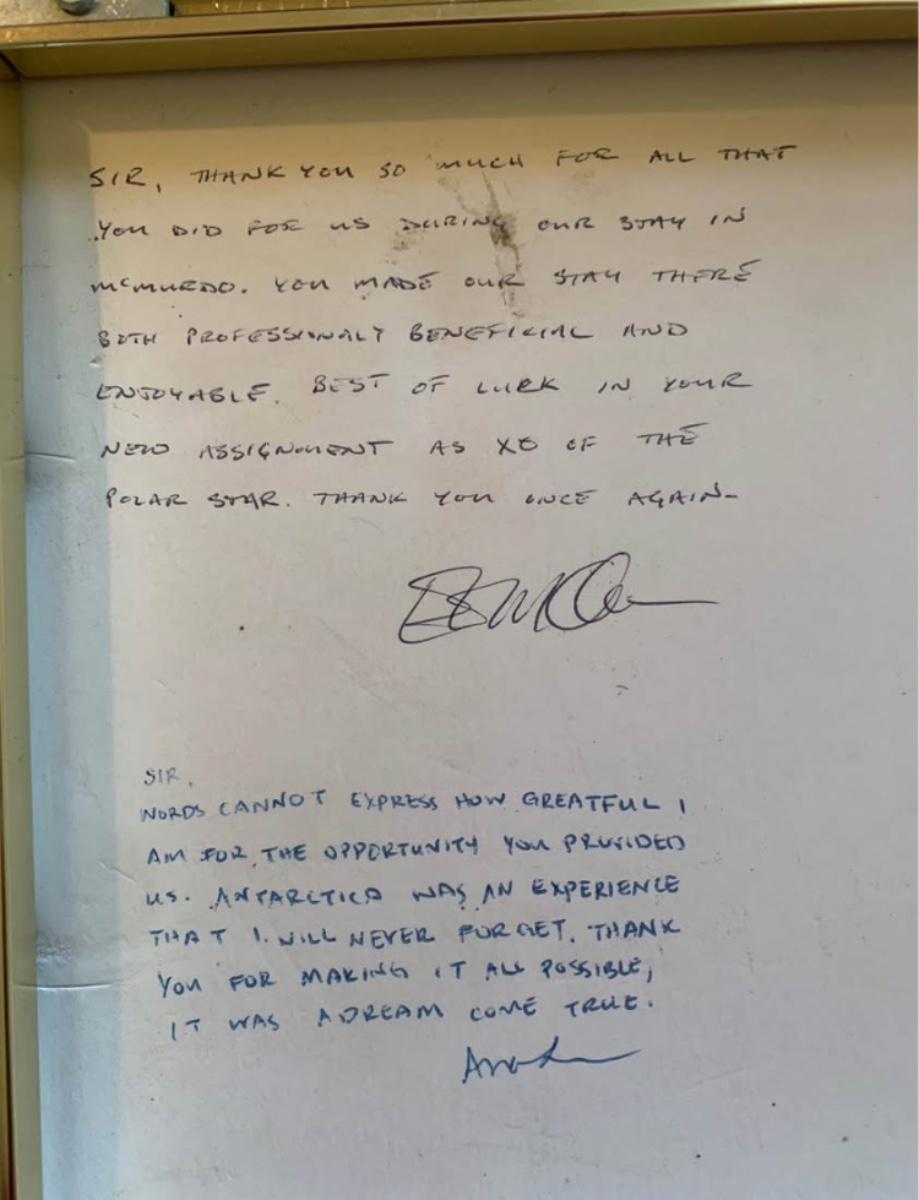 SIR, THANK YOU SO MUCH FOR ALL THAT
YOU DID FOR US DURING OUR STAY IN
MCMURDO. YOU MADE OUR STAY THERE
BOTH PROFESSIONALY BENEFICIAL AND
ENJOYABLE. BEST OF LUCK IN YOUR
NEW ASSIGNMENT AS XO OF THE
POLAR STAR. THANK YOU ONCE AGAIN-
SIR,
WORDS CANNOT EXPRESS HOW GREATFUL I
AM FOR THE OPPORTUNITY YOU PROVIDED
US. ANTARCTICA WAS AN EXPERIENCE
THAT I WILL NEVER FORGET. THANK
YOU FOR MAKING IT ALL POSSIBLE,
IT WAS A DREAM COME TRUE.